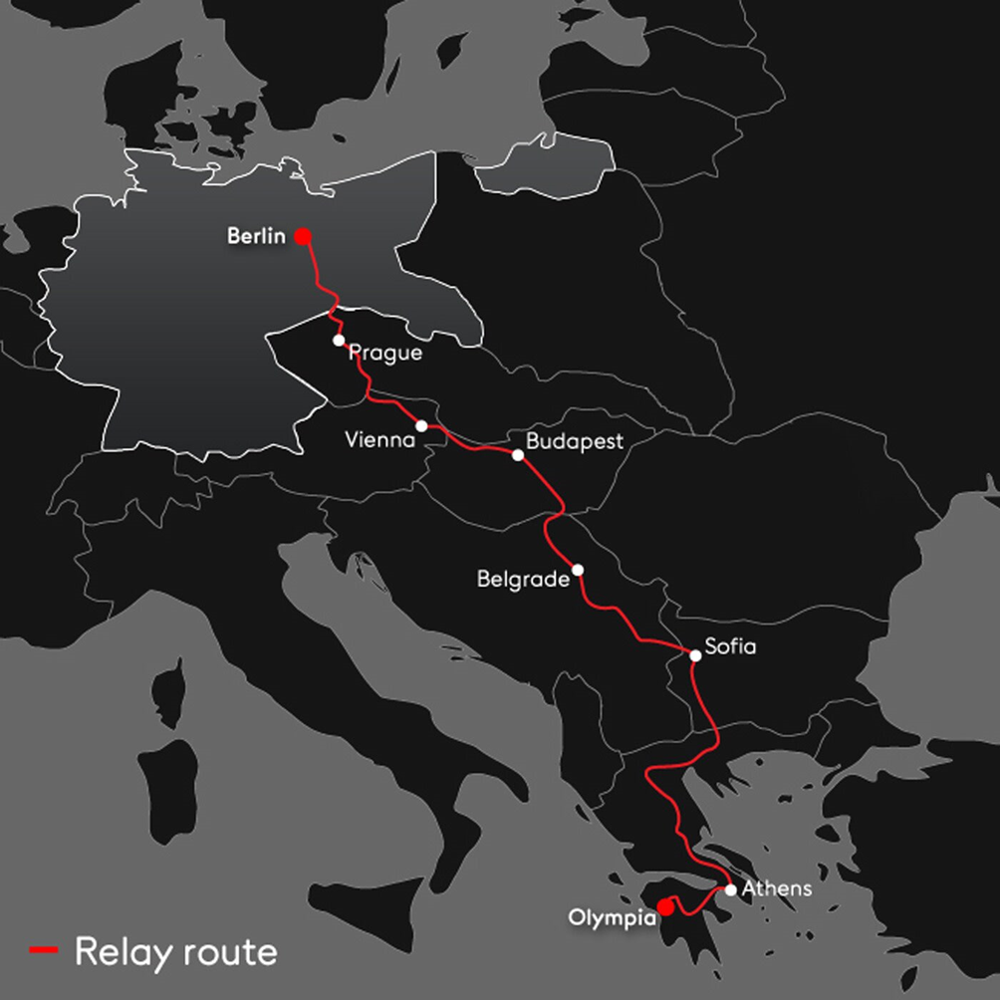 Berlin
Prague
Vienna
Budapest
Belgrade
Sofia
Athens
Olympia
Relay route